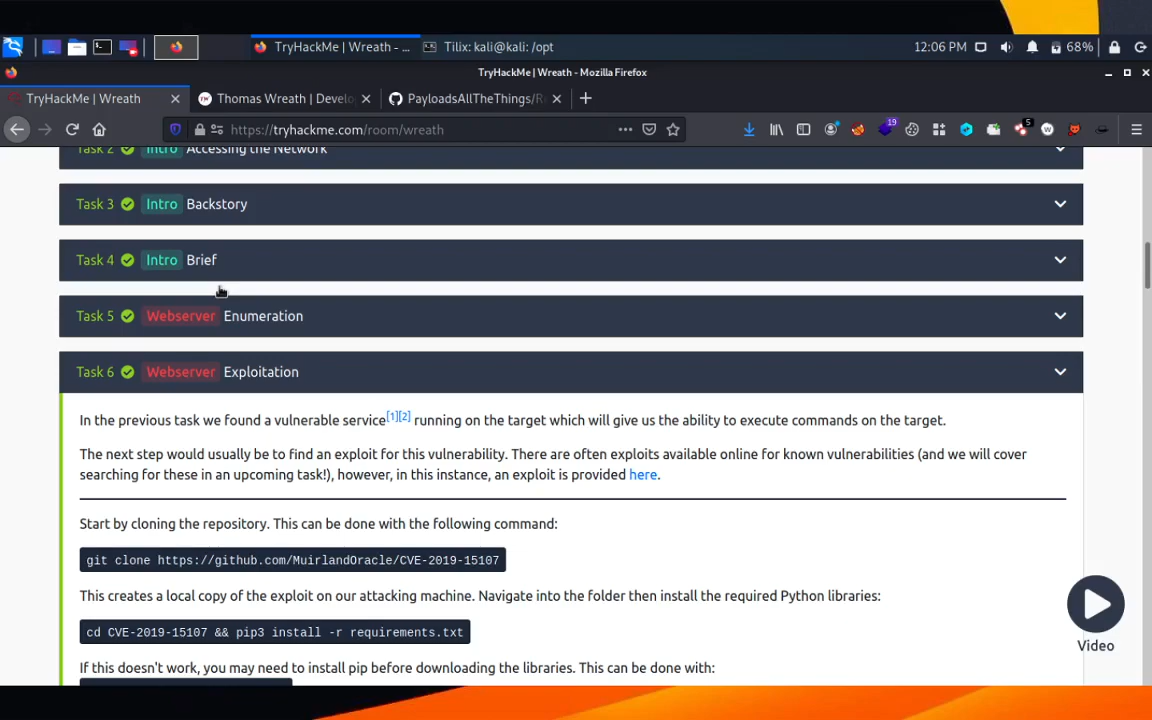 TryHackMe | Wreath - ...
Tilix: kali@kali: /opt
12:06 PM
68%
TryHackMe | Wreath - Mozilla Firefox
TryHackMe | Wreath
Thomas Wreath | Develo
PayloadsAllTheThings/R
https://tryhackme.com/room/wreath
19
5
Task 2 Intro Accessing the Network
Task 3 Intro Backstory
Task 4 Intro Brief
Task 5 Webserver Enumeration
Task 6 Webserver Exploitation
In the previous task we found a vulnerable service[1][2] running on the target which will give us the ability to execute commands on the target.
The next step would usually be to find an exploit for this vulnerability. There are often exploits available online for known vulnerabilities (and we will cover
searching for these in an upcoming task!), however, in this instance, an exploit is provided here.
Start by cloning the repository. This can be done with the following command:
git clone https://github.com/MuirlandOracle/CVE-2019-15107
This creates a local copy of the exploit on our attacking machine. Navigate into the folder then install the required Python libraries:
cd CVE-2019-15107 && pip3 install -r requirements.txt
Video
If this doesn't work, you may need to install pip before downloading the libraries. This can be done with: